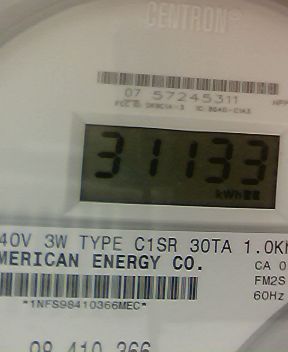 CENTRON®
07 57245311
31133
kWh
40V 3W TYPE C1SR 30TA 1.0K
MERICAN ENERGY CO.
CA 0
FM2S
60Hz
*1NFS98410366MEC*
98 410 366